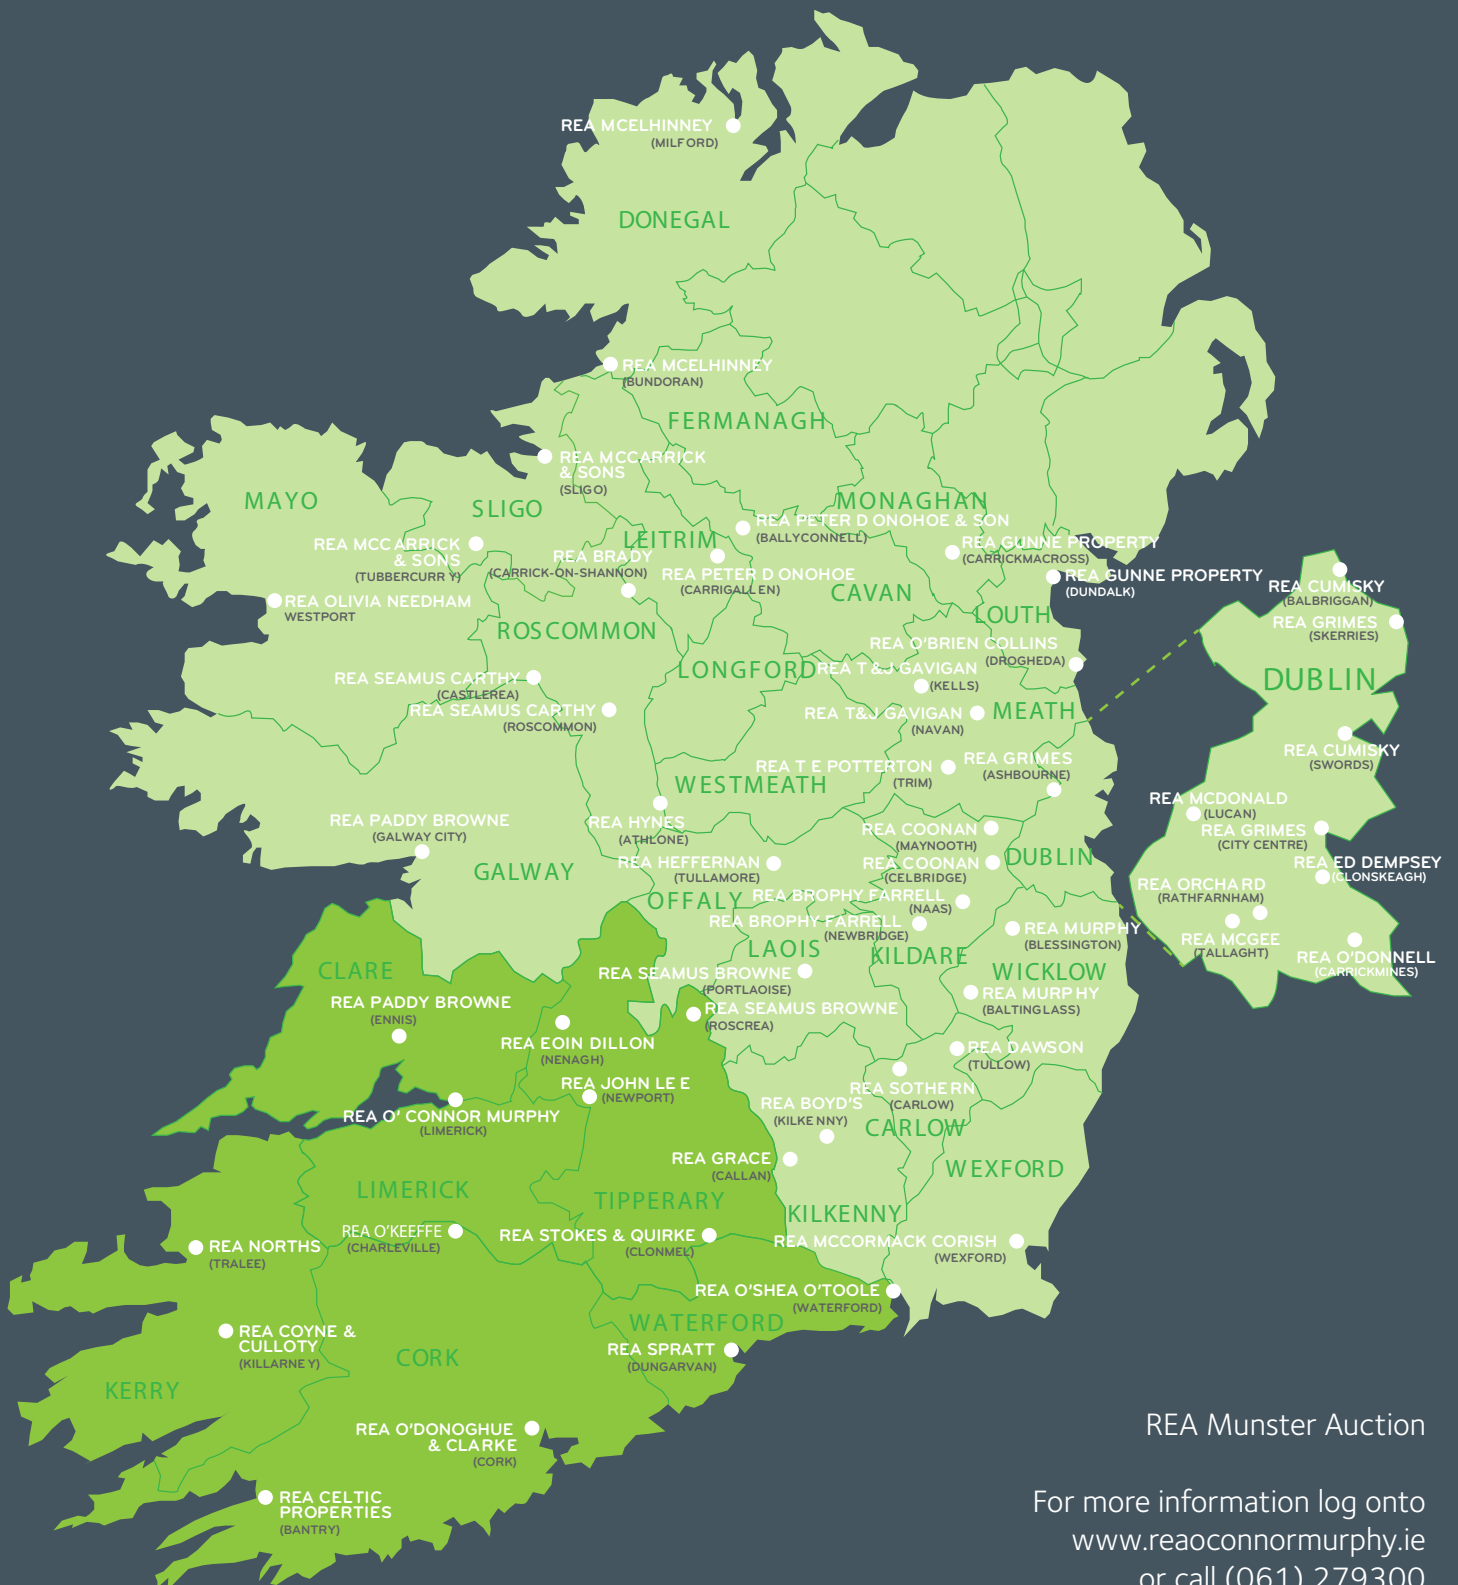 REA MCELHINNEY
(MILFORD)
DONEGAL
REA MCELHINNEY
(BUNDORAN)
FERMANAGH
REA MCCARRICK
& SONS
(SLIGO)
MAYO
SLIGO
MONAGHAN
REA PETER D ONOHOE & SON
(BALLYCONNELL)
LEITRIM
REA MCCARRICK
& SONS
(TUBBERCURR Y)
REA BRADY
(CARRICK-ON-SHANNON)
REA GUNNE PROPERTY
(CARRICKMACROSS)
REA PETER D ONOHOE
(CARRIGALLEN)
REA GUNNE PROPERTY
(DUNDALK)
CAVAN
REA OLIVIA NEEDHAM
WESTPORT
LOUTH
ROSCOMMON
REA O'BRIEN COLLINS
(DROGHEDA)
LONGFORD
REA T &J GAVIGAN
(KELLS)
REA SEAMUS CARTHY
(CASTLEREA)
REA SEAMUS CARTHY
(ROSCOMMON)
REA T&J GAVIGAN
(NAVAN)
MEATH
REA T E POTTERTON
(TRIM)
REA GRIMES
(ASHBOURNE)
WESTMEATH
REA HYNES
(ATHLONE)
REA PADDY BROWNE
(GALWAY CITY)
REA COONAN
(MAYNOOTH)
GALWAY
REA HEFFERNAN
(TULLAMORE)
REA COONAN
(CELBRIDGE)
DUBLIN
OFFALY
REA BROPHY FARRELL
(NAAS)
REA BROPHY FARRELL
(NEWBRIDGE)
REA MURPHY
(BLESSINGTON)
LAOIS
KILDARE
WICKLOW
REA SEAMUS BROWNE
(PORTLAOISE)
REA MURP HY
(BALTINGLASS)
REA SEAMUS BROWNE
(ROSCREA)
CLARE
REA PADDY BROWNE
(ENNIS)
REA EOIN DILLON
(NENAGH)
REA DAWSON
(TULLOW)
REA JOHN LE E
(NEWPORT)
REA SOTHERN
(CARLOW)
REA O' CONNOR MURPHY
(LIMERICK)
REA BOYD'S
(KILKE NNY)
CARLOW
REA GRACE
(CALLAN)
WEXFORD
LIMERICK
TIPPERARY
KILKENNY
REA O'KEEFFE
(CHARLEVILLE)
REA STOKES & QUIRKE
(CLONMEL)
REA MCCORMACK CORISH
(WEXFORD)
REA NORTHS
(TRALEE)
REA O'SHEA O'TOOLE
(WATERFORD)
WATERFORD
REA COYNE &
CULLOTY
(KILLARNE Y)
REA SPRATT
(DUNGARVAN)
CORK
KERRY
REA O'DONOGHUE
& CLARKE
(CORK)
REA CELTIC
PROPERTIES
(BANTRY)
REA CUMISKY
(BALBRIGGAN)
REA GRIMES
(SKERRIES)
DUBLIN
REA CUMISKY
(SWORDS)
REA MCDONALD
(LUCAN)
REA GRIMES
(CITY CENTRE)
REA ED DEMPSEY
(CLONSKEAGH)
REA ORCHARD
(RATHFARNHAM)
REA MCGEE
(TALLAGHT)
REA O'DONNELL
(CARRICKMINES)
REA Munster Auction
For more information log onto
www.reaoconnormurphy.ie
or call (061) 279300